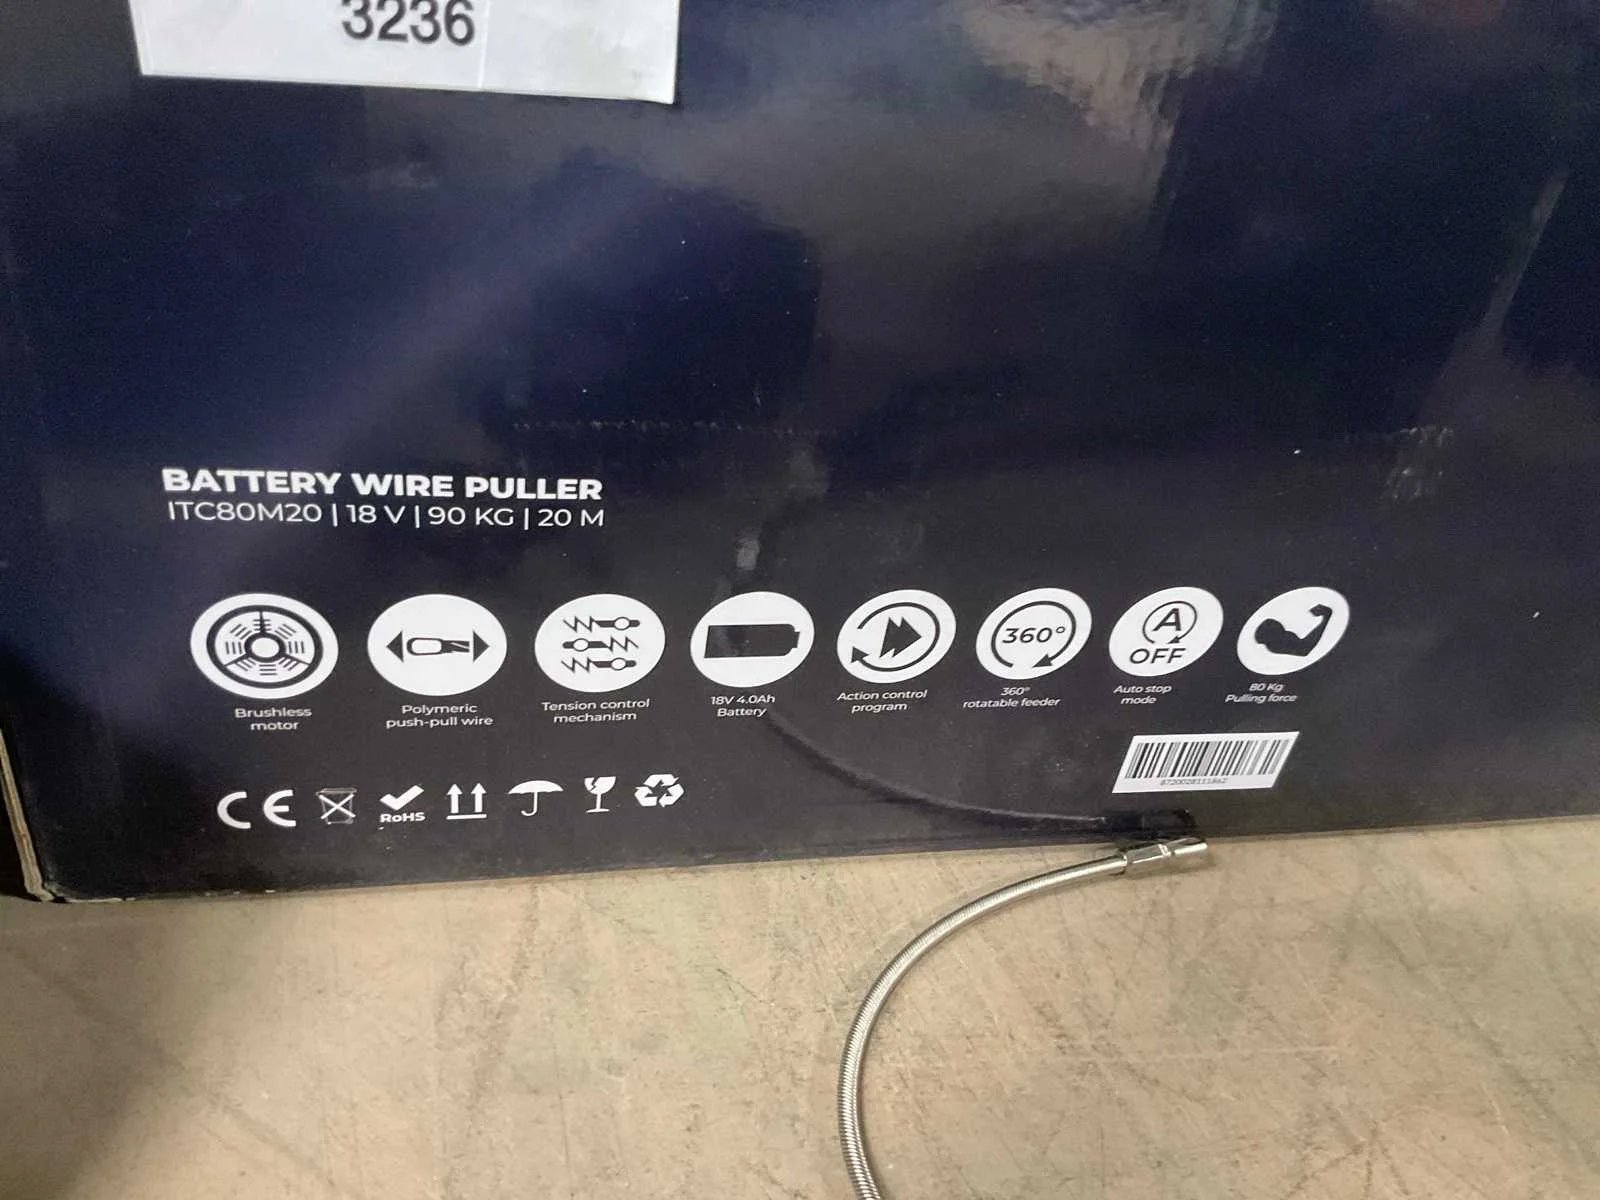 3236
BATTERY WIRE PULLER
ITC80M20 | 18 V | 90 KG | 20 M
360°
A
OFF
Brushless
motor
Polymeric
push-pull wire
Tension control
mechanism
18V 4.0Ah
Battery
Action control
program
360°
rotatable feeder
Auto stop
mode
80 Kg
Pulling force
CE
RoHS